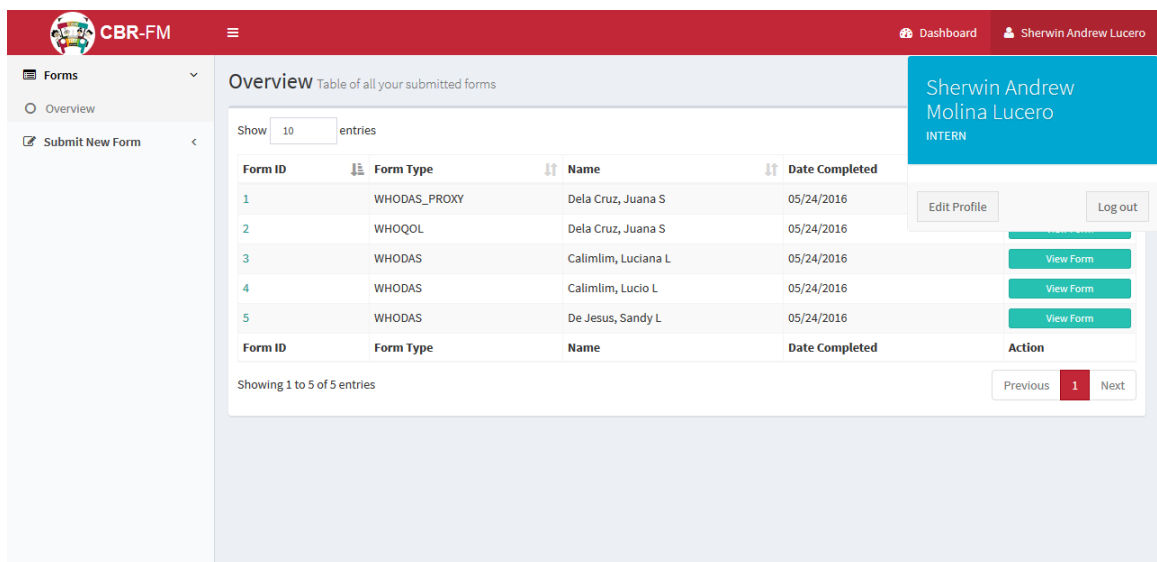 CBR-FM
Dashboard
Sherwin Andrew Lucero
Forms
Overview
Submit New Form
Overview Table of all your submitted forms
Sherwin Andrew
Molina Lucero
INTERN
Edit Profile
Log out
Show 10 entries
Form ID Form Type Name Date Completed
1 WHODAS_PROXY Dela Cruz, Juana S 05/24/2016
2 WHOQOL Dela Cruz, Juana S 05/24/2016
3 WHODAS Calimlim, Luciana L 05/24/2016 View Form
4 WHODAS Calimlim, Lucio L 05/24/2016 View Form
5 WHODAS De Jesus, Sandy L 05/24/2016 View Form
Form ID Form Type Name Date Completed Action
Showing 1 to 5 of 5 entries
Previous 1 Next